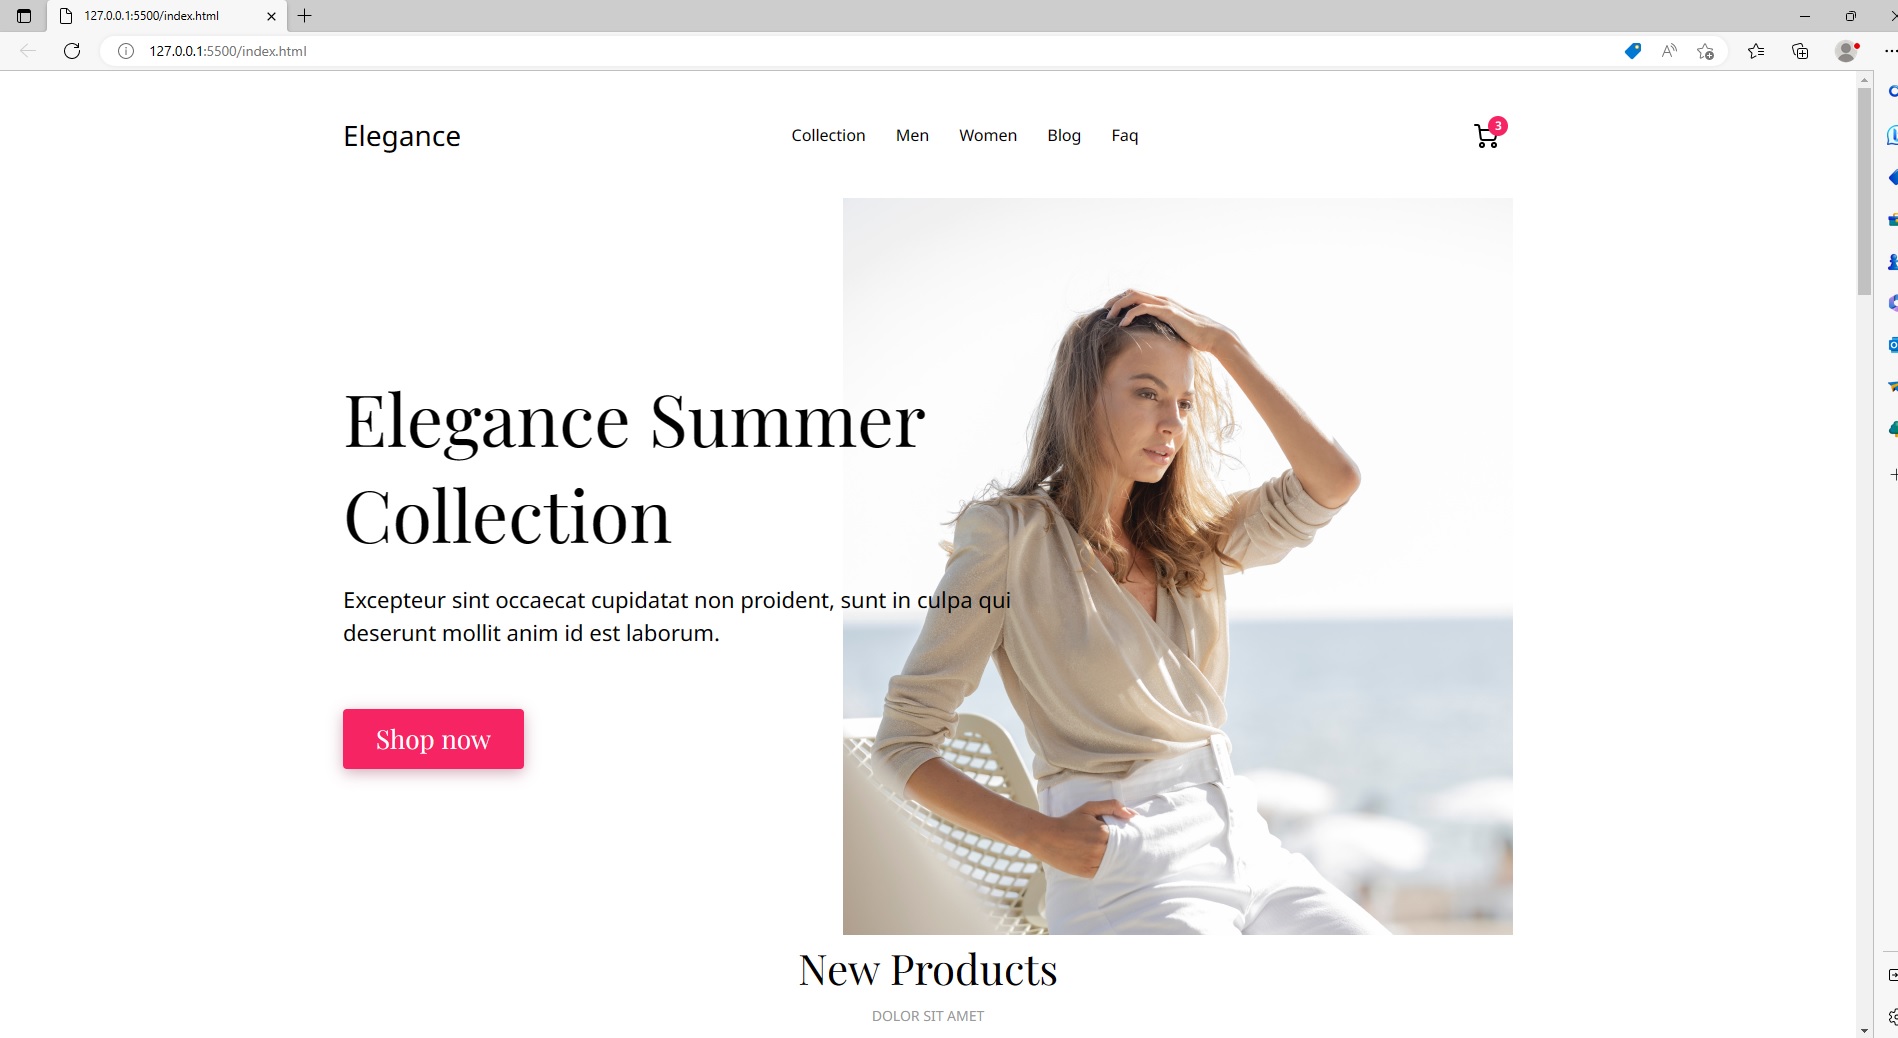 127.0.0.1:5500/index.html
127.0.0.1:5500/index.html
Elegance
Collection Men Women Blog Faq
3
Elegance Summer
Collection
Excepteur sint occaecat cupidatat non proident, sunt in culpa qui
deserunt mollit anim id est laborum.
Shop now
New Products
DOLOR SIT AMET